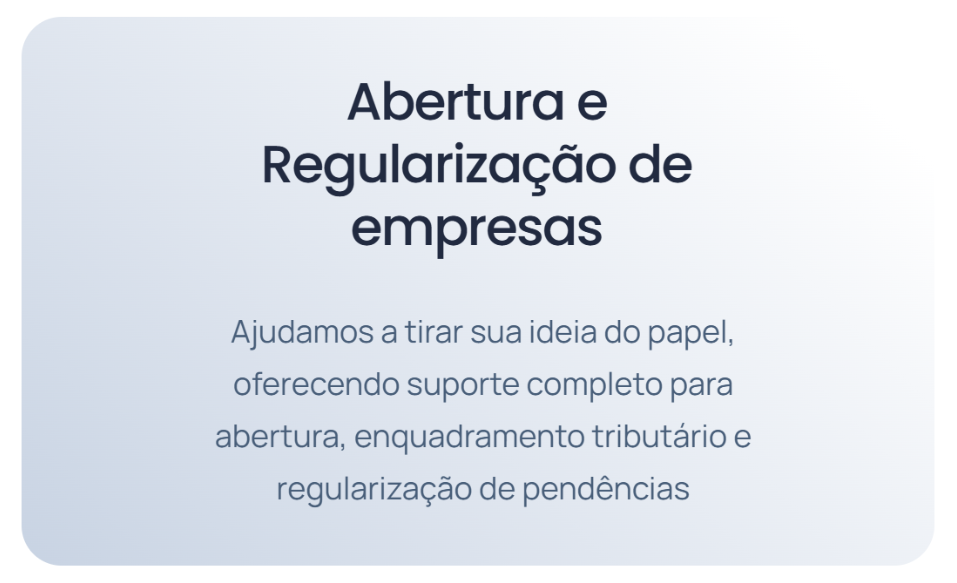 Abertura e
Regularização de
empresas
Ajudamos a tirar sua ideia do papel,
oferecendo suporte completo para
abertura, enquadramento tributário e
regularização de pendências